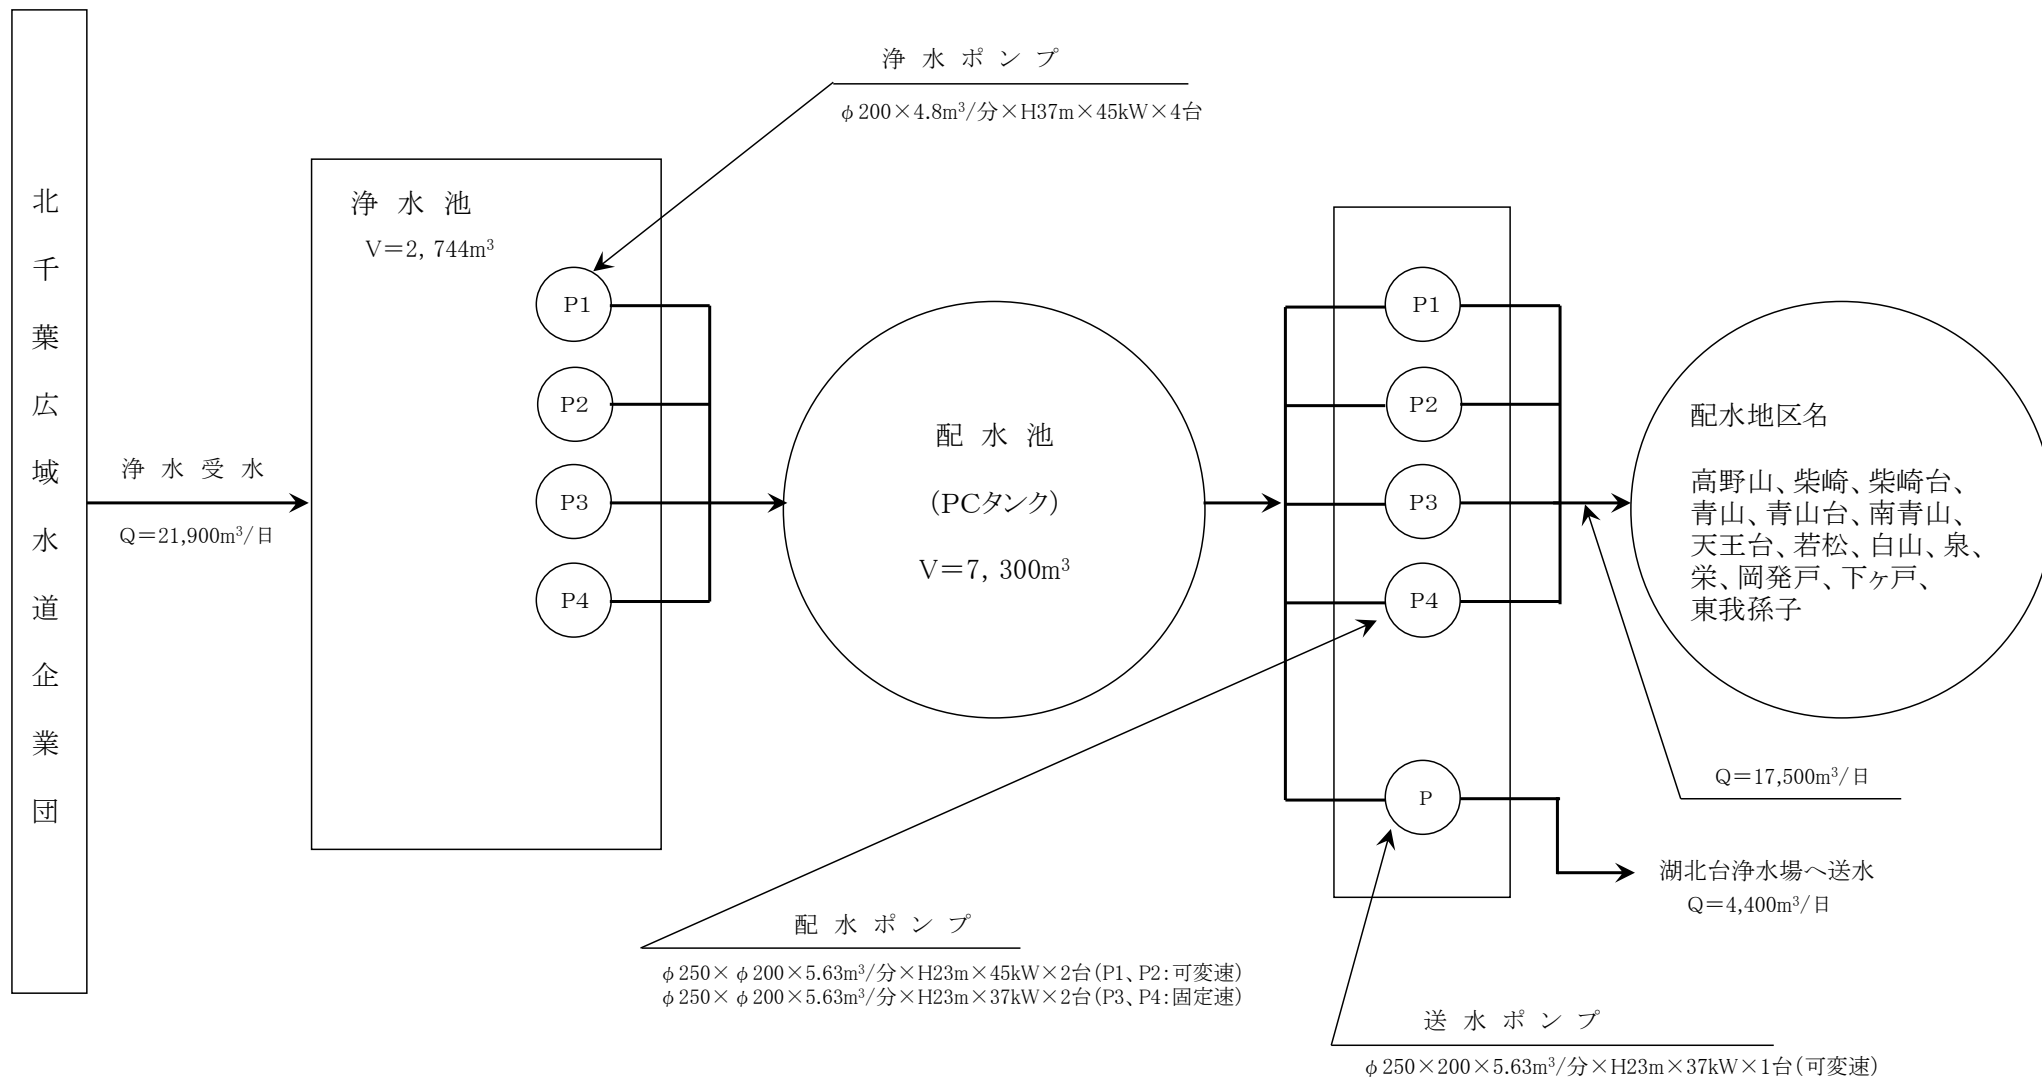 北千葉広域水道企業団
浄水受水
Q=21,900m³/日
浄水池
V=2,744m³
P1
P2
P3
P4
浄水ポンプ
φ200×4.8m³/分×H37m×45kW×4台
配水池
(PCタンク)
V=7,300m³
P1
P2
P3
P4
P
配水ポンプ
φ250×φ200×5.63m³/分×H23m×45kW×2台(P1、P2:可変速)
φ250×φ200×5.63m³/分×H23m×37kW×2台(P3、P4:固定速)
送水ポンプ
φ250×200×5.63m³/分×H23m×37kW×1台(可変速)
配水地区名
高野山、柴崎、柴崎台、
青山、青山台、南青山、
天王台、若松、白山、泉、
栄、岡発戸、下ヶ戸、
東我孫子
Q=17,500m³/日
湖北台浄水場へ送水
Q=4,400m³/日